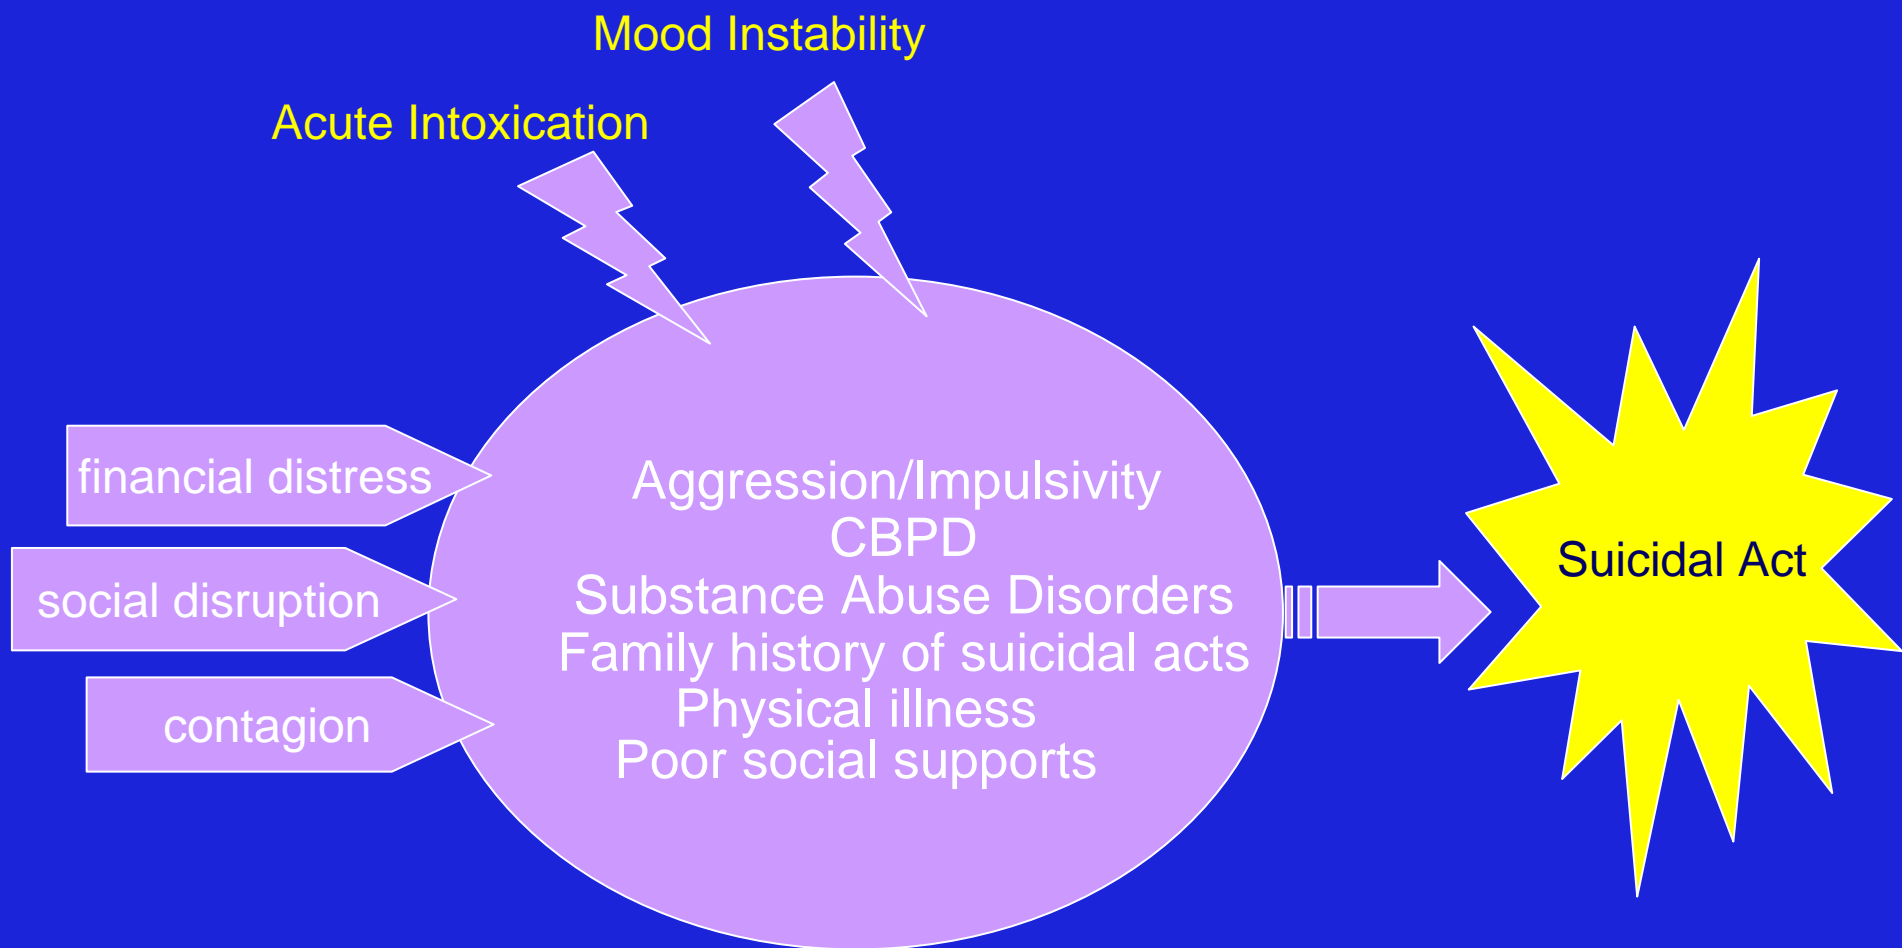 Mood Instability
Acute Intoxication
financial distress
social disruption
contagion
Aggression/Impulsivity
CBPD
Substance Abuse Disorders
Family history of suicidal acts
Physical illness
Poor social supports
Suicidal Act